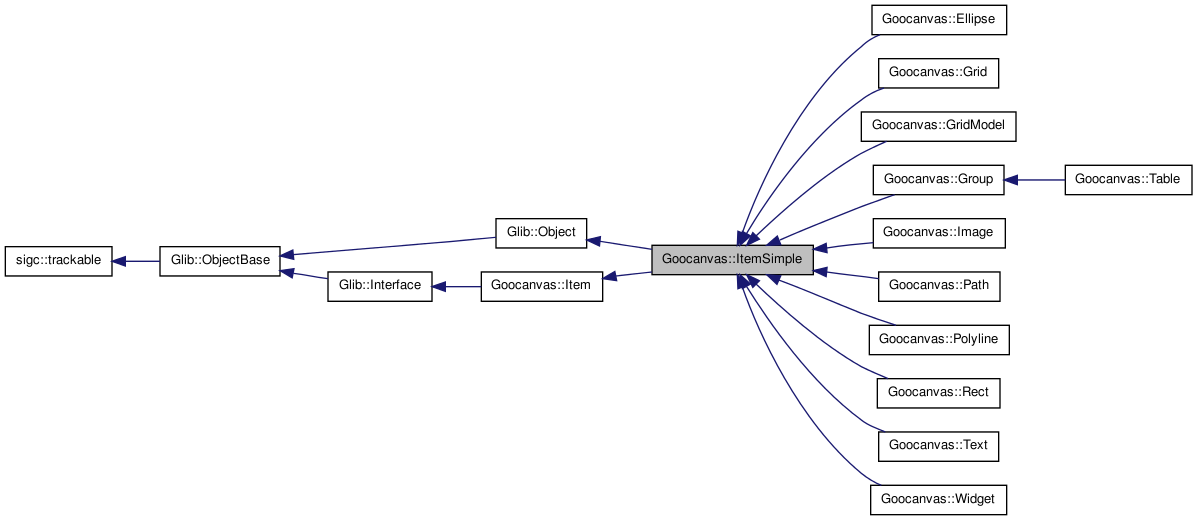 Goocanvas::Ellipse
Goocanvas::Grid
Goocanvas::GridModel
Goocanvas::Group
Goocanvas::Table
Goocanvas::Image
Glib::Object
sigc::trackable
Glib::ObjectBase
Goocanvas::ItemSimple
Glib::Interface
Goocanvas::Item
Goocanvas::Path
Goocanvas::Polyline
Goocanvas::Rect
Goocanvas::Text
Goocanvas::Widget